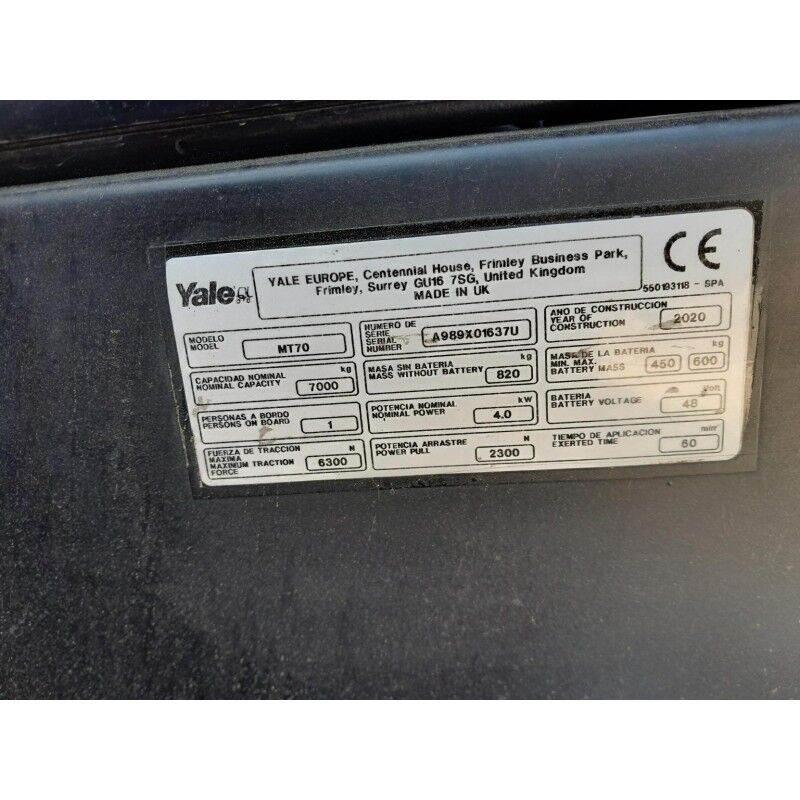 Yale
YALE EUROPE, Centennial House, Frimley Business Park,
Frimley, Surrey GU16 7SG, United Kingdom
MADE IN UK
CE
550193118 - SPA
MODELO
MODEL
MT70
NUMERO DE
SERIE
SERIAL
NUMBER
A989X01637U
ANO DE CONSTRUCCION
YEAR OF
CONSTRUCTION
2020
CAPACIDAD NOMINAL
NOMINAL CAPACITY
kg
7000
MASA SIN BATERIA
MASS WITHOUT BATTERY
kg
820
MASA DE LA BATERIA
MIN. MAX.
BATTERY MASS
kg
450
600
PERSONAS A BORDO
PERSONS ON BOARD
1
POTENCIA NOMINAL
NOMINAL POWER
kW
4.0
BATERIA
BATTERY VOLTAGE
Volt
48
FUERZA DE TRACCION
MAXIMA
MAXIMUM TRACTION
FORCE
N
6300
POTENCIA ARRASTRE
POWER PULL
N
2300
TIEMPO DE APLICACION
EXERTED TIME
min
60